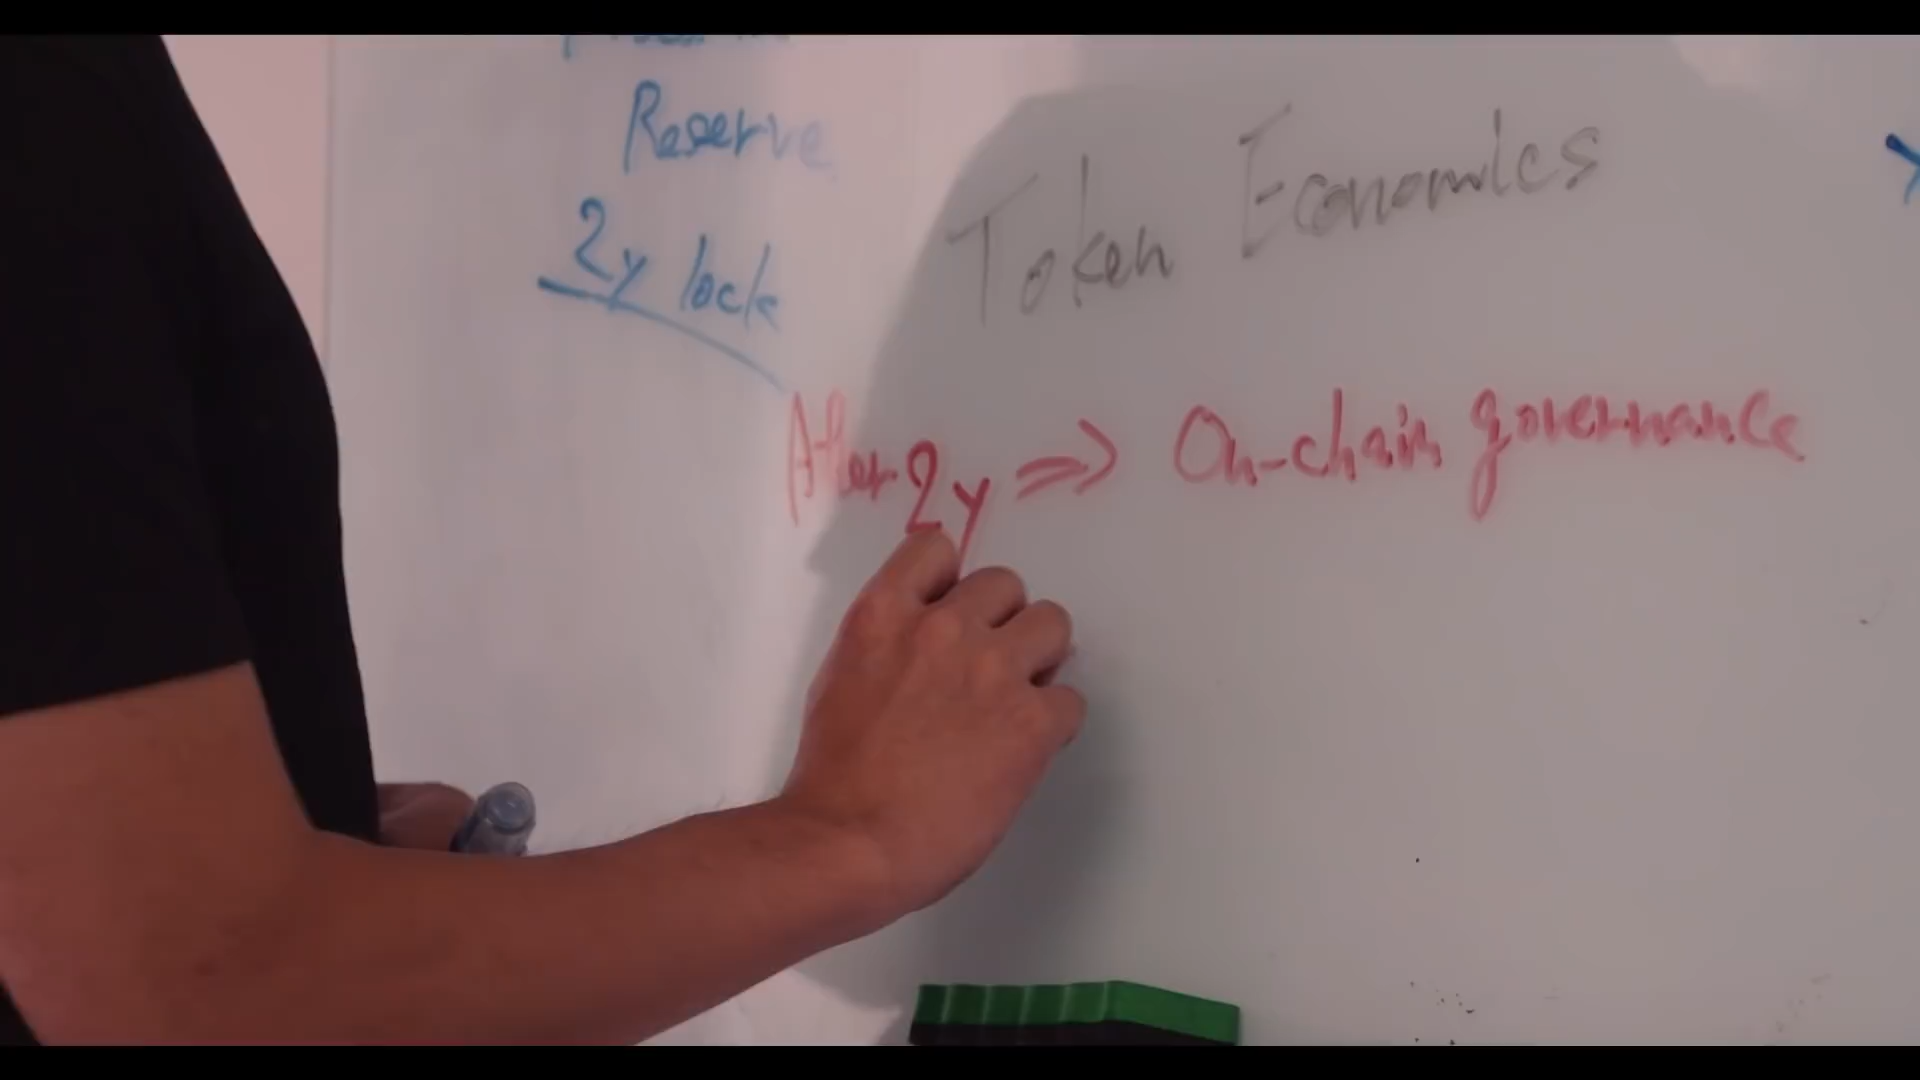 Reserve
2y lock
Token Economics
After 2y => On-chain governance